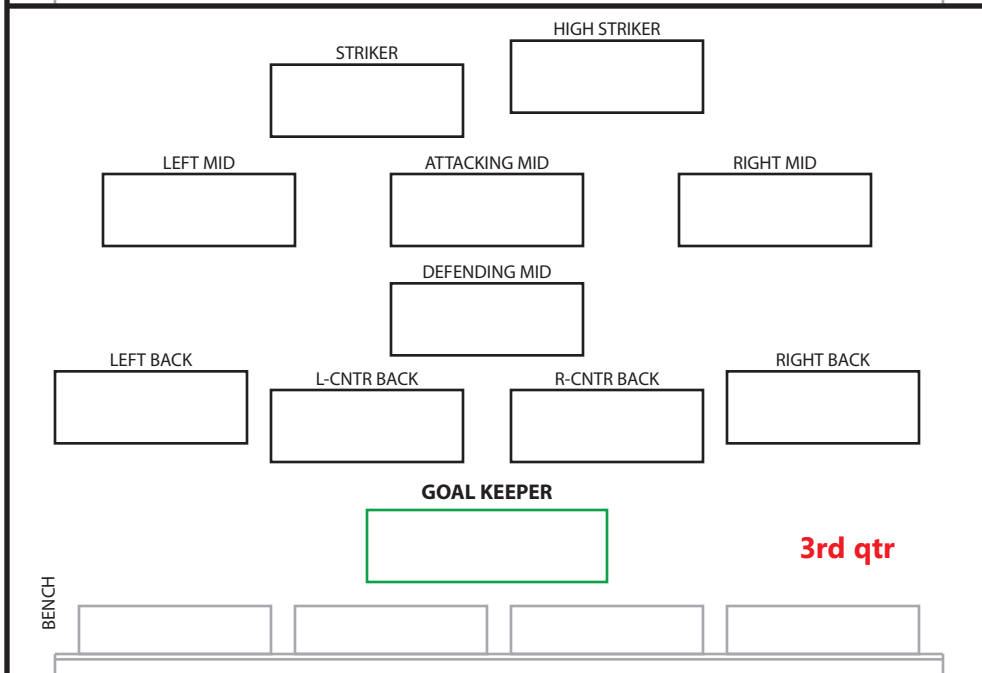 HIGH STRIKER
STRIKER
LEFT MID
ATTACKING MID
RIGHT MID
DEFENDING MID
LEFT BACK
L-CNTR BACK
R-CNTR BACK
RIGHT BACK
GOAL KEEPER
3rd qtr
BENCH